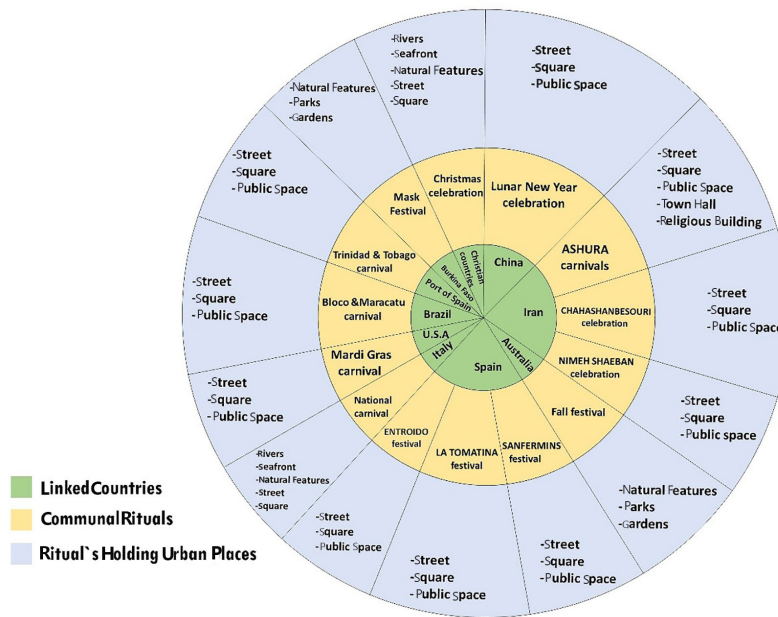 -Street
-Square
-Public Space
-Street
-Square
-Public Space
-Town Hall
-Religious Building
-Street
-Square
-Public Space
-Street
-Square
-Public space
-Natural Features
-Parks
-Gardens
-Street
-Square
-Public Space
-Street
-Square
-Public Space
-Street
-Square
-Public Space
-Rivers
-Seafront
-Natural Features
-Street
-Square
-Street
-Square
-Public Space
-Street
-Square
-Public Space
-Street
-Square
-Public Space
-Natural Features
-Parks
-Gardens
-Rivers
-Seafront
-Natural Features
-Street
-Square
Lunar New Year
celebration
ASHURA
carnivals
CHAHASHANBESOURI
celebration
NIMEH SHAEBAN
celebration
Fall festival
SANFERMINS
festival
LA TOMATINA
festival
ENTROIDO
festival
National
carnival
Mardi Gras
carnival
Bloco &Maracatu
carnival
Trinidad & Tobago
carnival
Mask
Festival
Christmas
celebration
China
Iran
Australia
Spain
Italy
U.S.A
Brazil
Port of Spain
Burkina Faso
Christian
countries
Linked Countries
Communal Rituals
Ritual`s Holding Urban Places